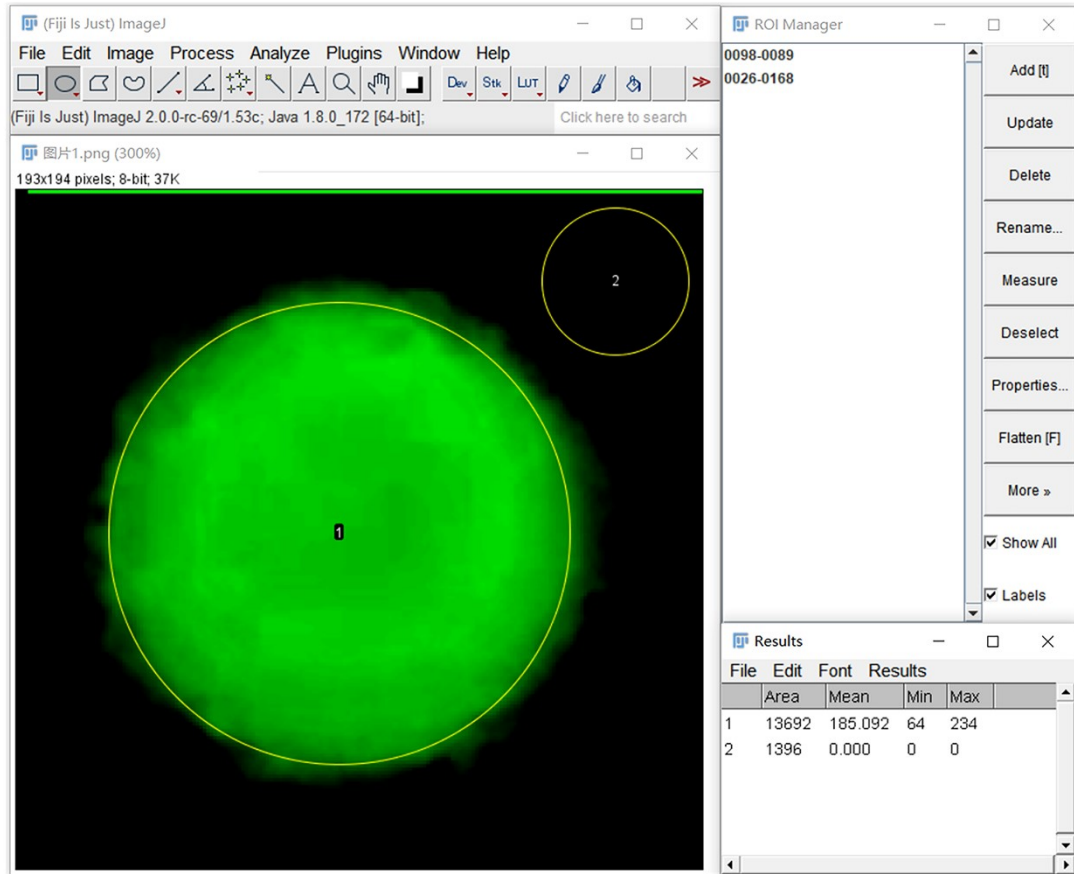 (Fiji Is Just) ImageJ
File Edit Image Process Analyze Plugins Window Help
Dev Stk LUT
(Fiji Is Just) ImageJ 2.0.0-rc-69/1.53c; Java 1.8.0_172 [64-bit];
Click here to search
图片1.png (300%)
193x194 pixels; 8-bit; 37K
2
1
ROI Manager
0098-0089
0026-0168
Add [t]
Update
Delete
Rename...
Measure
Deselect
Properties...
Flatten [F]
More »
Show All
Labels
Results
File Edit Font Results
Area Mean Min Max
1 13692 185.092 64 234
2 1396 0.000 0 0